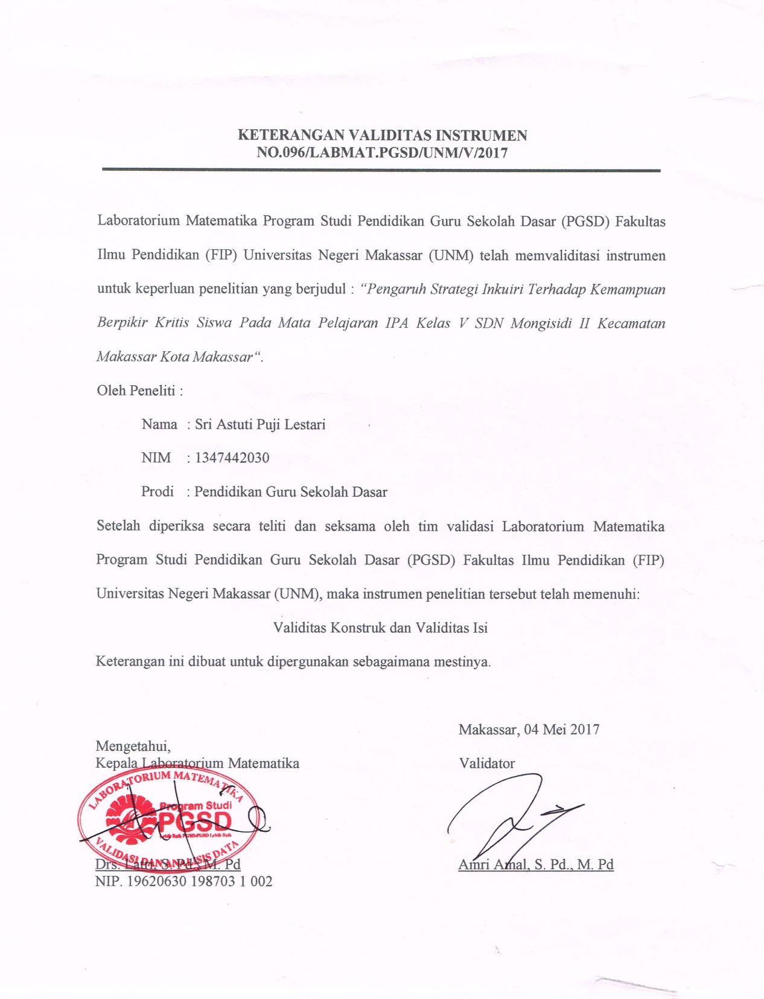 KETERANGAN VALIDITAS INSTRUMEN
NO.096/LABMAT.PGSD/UNM/V/2017
Laboratorium Matematika Program Studi Pendidikan Guru Sekolah Dasar (PGSD) Fakultas
Ilmu Pendidikan (FIP) Universitas Negeri Makassar (UNM) telah memvaliditasi instrumen
untuk keperluan penelitian yang berjudul : “Pengaruh Strategi Inkuiri Terhadap Kemampuan
Berpikir Kritis Siswa Pada Mata Pelajaran IPA Kelas V SDN Mongisidi II Kecamatan
Makassar Kota Makassar“.
Oleh Peneliti :
Nama : Sri Astuti Puji Lestari
NIM : 1347442030
Prodi : Pendidikan Guru Sekolah Dasar
Setelah diperiksa secara teliti dan seksama oleh tim validasi Laboratorium Matematika
Program Studi Pendidikan Guru Sekolah Dasar (PGSD) Fakultas Ilmu Pendidikan (FIP)
Universitas Negeri Makassar (UNM), maka instrumen penelitian tersebut telah memenuhi:
Validitas Konstruk dan Validitas Isi
Keterangan ini dibuat untuk dipergunakan sebagaimana mestinya.
Makassar, 04 Mei 2017
Mengetahui,
Kepala Laboratorium Matematika
Validator
LABORATORIUM MATEMATIKA
Program Studi
PGSD
VALIDASI DAN ANALISIS DATA
Drs. Latri, S. Pd., M. Pd
NIP. 19620630 198703 1 002
Amri Amal, S. Pd., M. Pd